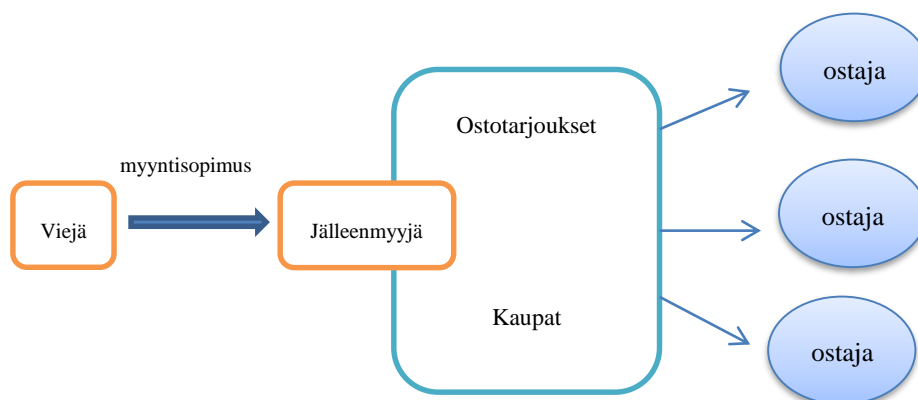 ostaja
Ostotarjoukset
myyntisopimus
Viejä
Jälleenmyyjä
ostaja
Kaupat
ostaja